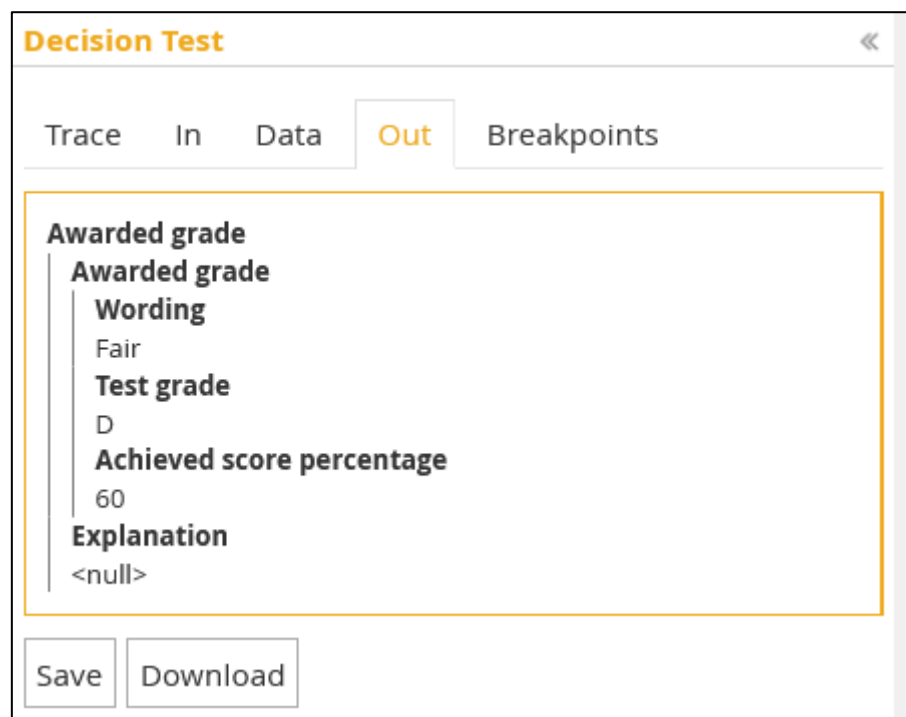 Decision Test «
Trace In Data Out Breakpoints
Awarded grade
Awarded grade
Wording
Fair
Test grade
D
Achieved score percentage
60
Explanation
<null>
Save Download